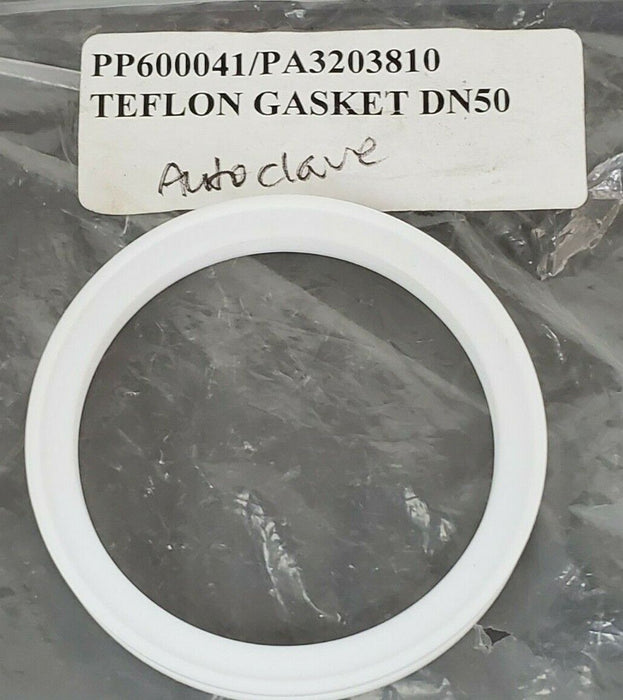 PP600041/PA3203810
TEFLON GASKET DN50
Autoclave